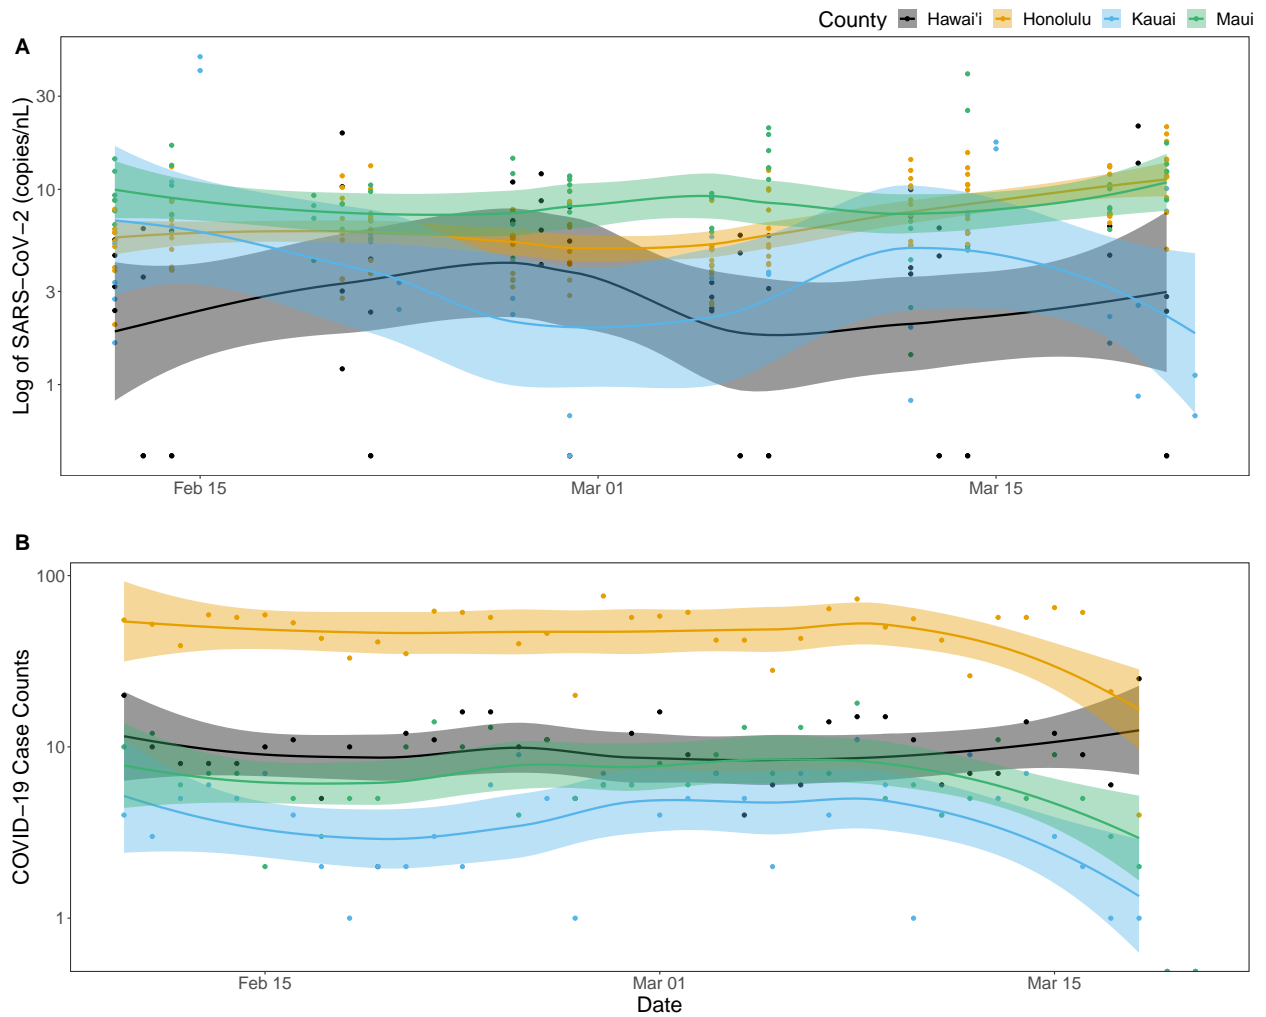 County Hawai'i Honolulu Kauai Maui
A
Log of SARS−CoV−2 (copies/nL)
30
10
3
1
Feb 15 Mar 01 Mar 15
B
COVID−19 Case Counts
100
10
1
Feb 15 Mar 01 Mar 15
Date